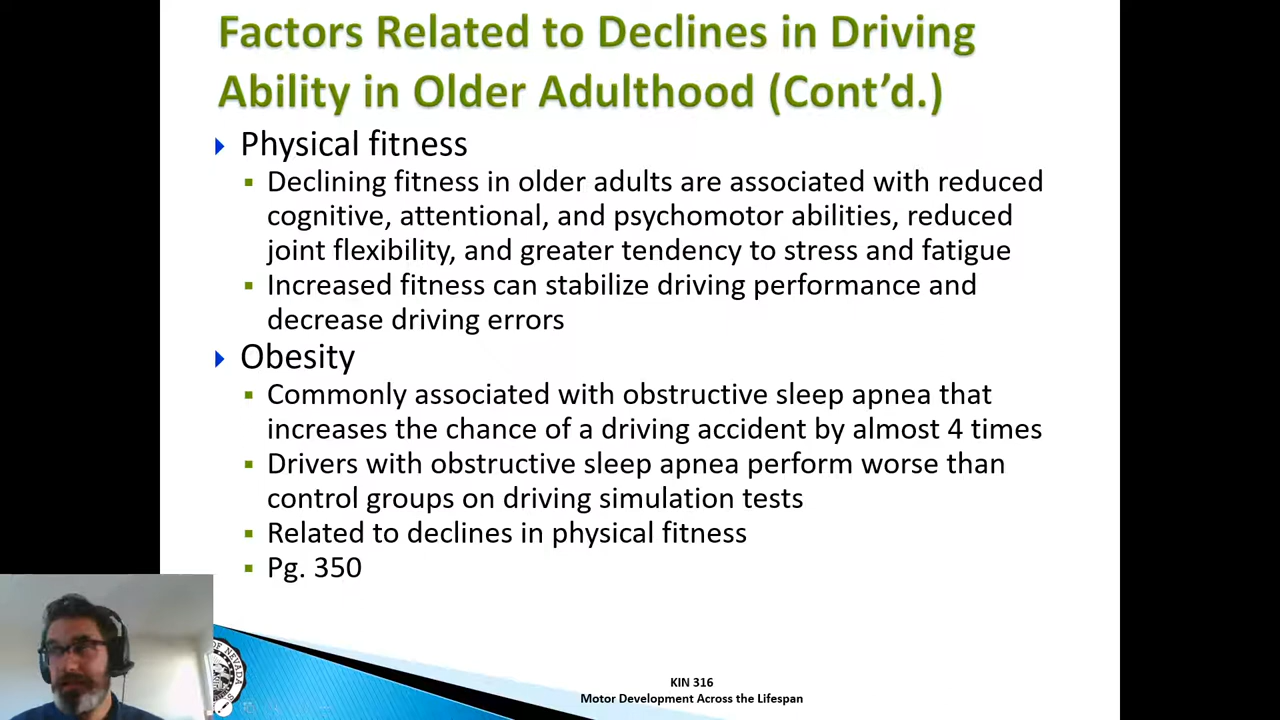 Factors Related to Declines in Driving
Ability in Older Adulthood (Cont’d.)
Physical fitness
Declining fitness in older adults are associated with reduced
cognitive, attentional, and psychomotor abilities, reduced
joint flexibility, and greater tendency to stress and fatigue
Increased fitness can stabilize driving performance and
decrease driving errors
Obesity
Commonly associated with obstructive sleep apnea that
increases the chance of a driving accident by almost 4 times
Drivers with obstructive sleep apnea perform worse than
control groups on driving simulation tests
Related to declines in physical fitness
Pg. 350
OF NEVADA
KIN 316
Motor Development Across the Lifespan